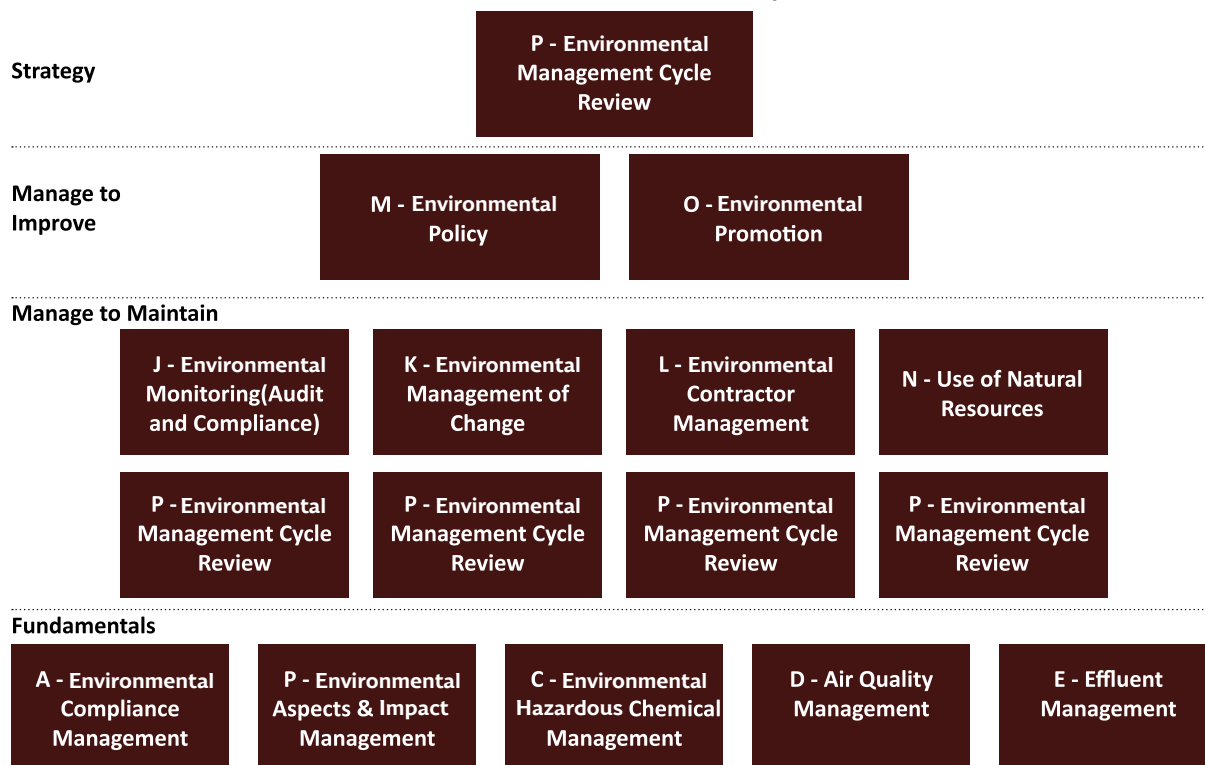 Strategy
P - Environmental
Management Cycle
Review
Manage to
Improve
M - Environmental
Policy
O - Environmental
Promotion
Manage to Maintain
J - Environmental
Monitoring(Audit
and Compliance)
K - Environmental
Management of
Change
L - Environmental
Contractor
Management
N - Use of Natural
Resources
P - Environmental
Management Cycle
Review
P - Environmental
Management Cycle
Review
P - Environmental
Management Cycle
Review
P - Environmental
Management Cycle
Review
Fundamentals
A - Environmental
Compliance
Management
P - Environmental
Aspects & Impact
Management
C - Environmental
Hazardous Chemical
Management
D - Air Quality
Management
E - Effluent
Management